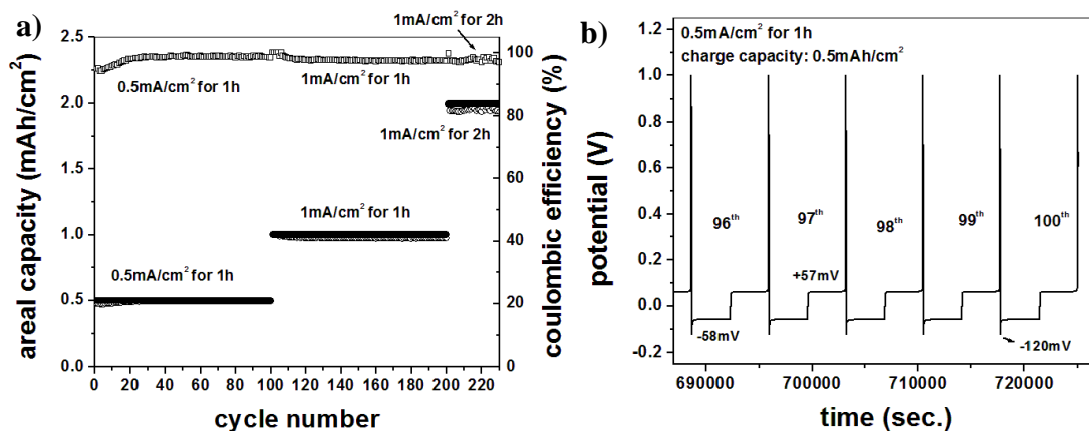 a)
1mA/cm² for 2h
2.5
2.0
1.5
1.0
0.5
0.0
areal capacity (mAh/cm²)
0.5mA/cm² for 1h
1mA/cm² for 1h
1mA/cm² for 2h
1mA/cm² for 1h
0.5mA/cm² for 1h
100
80
60
40
20
0
coulombic efficiency (%)
0 20 40 60 80 100 120 140 160 180 200 220
cycle number
b)
0.5mA/cm² for 1h
charge capacity: 0.5mAh/cm²
1.2
1.0
0.8
0.6
0.4
0.2
0.0
-0.2
potential (V)
96th 97th 98th 99th 100th
+57mV
-58mV
-120mV
690000 700000 710000 720000
time (sec.)